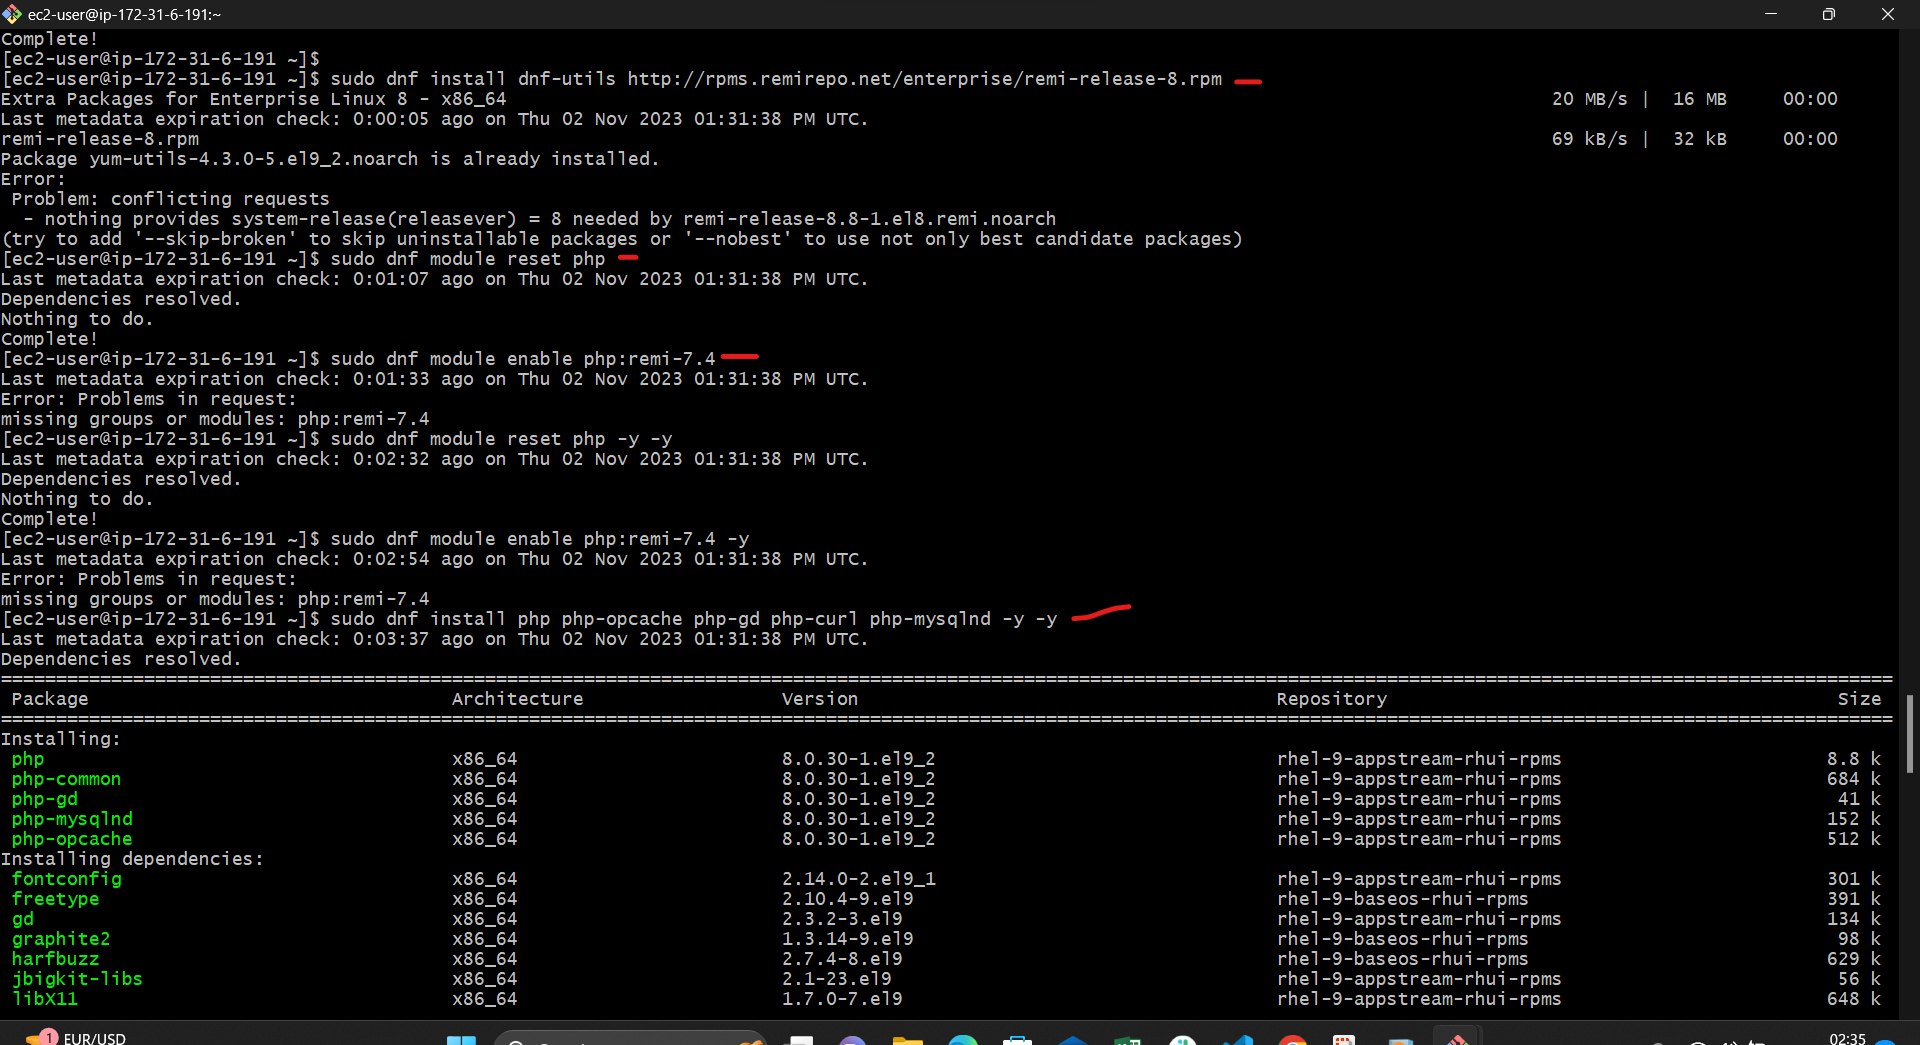 ec2-user@ip-172-31-6-191:~
Complete!
[ec2-user@ip-172-31-6-191 ~]$
[ec2-user@ip-172-31-6-191 ~]$ sudo dnf install dnf-utils http://rpms.remirepo.net/enterprise/remi-release-8.rpm
Extra Packages for Enterprise Linux 8 - x86_64 20 MB/s | 16 MB 00:00
Last metadata expiration check: 0:00:05 ago on Thu 02 Nov 2023 01:31:38 PM UTC.
remi-release-8.rpm 69 kB/s | 32 kB 00:00
Package yum-utils-4.3.0-5.el9_2.noarch is already installed.
Error:
Problem: conflicting requests
- nothing provides system-release(releasever) = 8 needed by remi-release-8.8-1.el8.remi.noarch
(try to add '--skip-broken' to skip uninstallable packages or '--nobest' to use not only best candidate packages)
[ec2-user@ip-172-31-6-191 ~]$ sudo dnf module reset php
Last metadata expiration check: 0:01:07 ago on Thu 02 Nov 2023 01:31:38 PM UTC.
Dependencies resolved.
Nothing to do.
Complete!
[ec2-user@ip-172-31-6-191 ~]$ sudo dnf module enable php:remi-7.4
Last metadata expiration check: 0:01:33 ago on Thu 02 Nov 2023 01:31:38 PM UTC.
Error: Problems in request:
missing groups or modules: php:remi-7.4
[ec2-user@ip-172-31-6-191 ~]$ sudo dnf module reset php -y -y
Last metadata expiration check: 0:02:32 ago on Thu 02 Nov 2023 01:31:38 PM UTC.
Dependencies resolved.
Nothing to do.
Complete!
[ec2-user@ip-172-31-6-191 ~]$ sudo dnf module enable php:remi-7.4 -y
Last metadata expiration check: 0:02:54 ago on Thu 02 Nov 2023 01:31:38 PM UTC.
Error: Problems in request:
missing groups or modules: php:remi-7.4
[ec2-user@ip-172-31-6-191 ~]$ sudo dnf install php php-opcache php-gd php-curl php-mysqlnd -y -y
Last metadata expiration check: 0:03:37 ago on Thu 02 Nov 2023 01:31:38 PM UTC.
Dependencies resolved.
Package Architecture Version Repository Size
Installing:
php x86_64 8.0.30-1.el9_2 rhel-9-appstream-rhui-rpms 8.8 k
php-common x86_64 8.0.30-1.el9_2 rhel-9-appstream-rhui-rpms 684 k
php-gd x86_64 8.0.30-1.el9_2 rhel-9-appstream-rhui-rpms 41 k
php-mysqlnd x86_64 8.0.30-1.el9_2 rhel-9-appstream-rhui-rpms 152 k
php-opcache x86_64 8.0.30-1.el9_2 rhel-9-appstream-rhui-rpms 512 k
Installing dependencies:
fontconfig x86_64 2.14.0-2.el9_1 rhel-9-appstream-rhui-rpms 301 k
freetype x86_64 2.10.4-9.el9 rhel-9-baseos-rhui-rpms 391 k
gd x86_64 2.3.2-3.el9 rhel-9-appstream-rhui-rpms 134 k
graphite2 x86_64 1.3.14-9.el9 rhel-9-baseos-rhui-rpms 98 k
harfbuzz x86_64 2.7.4-8.el9 rhel-9-baseos-rhui-rpms 629 k
jbigkit-libs x86_64 2.1-23.el9 rhel-9-appstream-rhui-rpms 56 k
libX11 x86_64 1.7.0-7.el9 rhel-9-appstream-rhui-rpms 648 k
1 EUR/USD 02:35